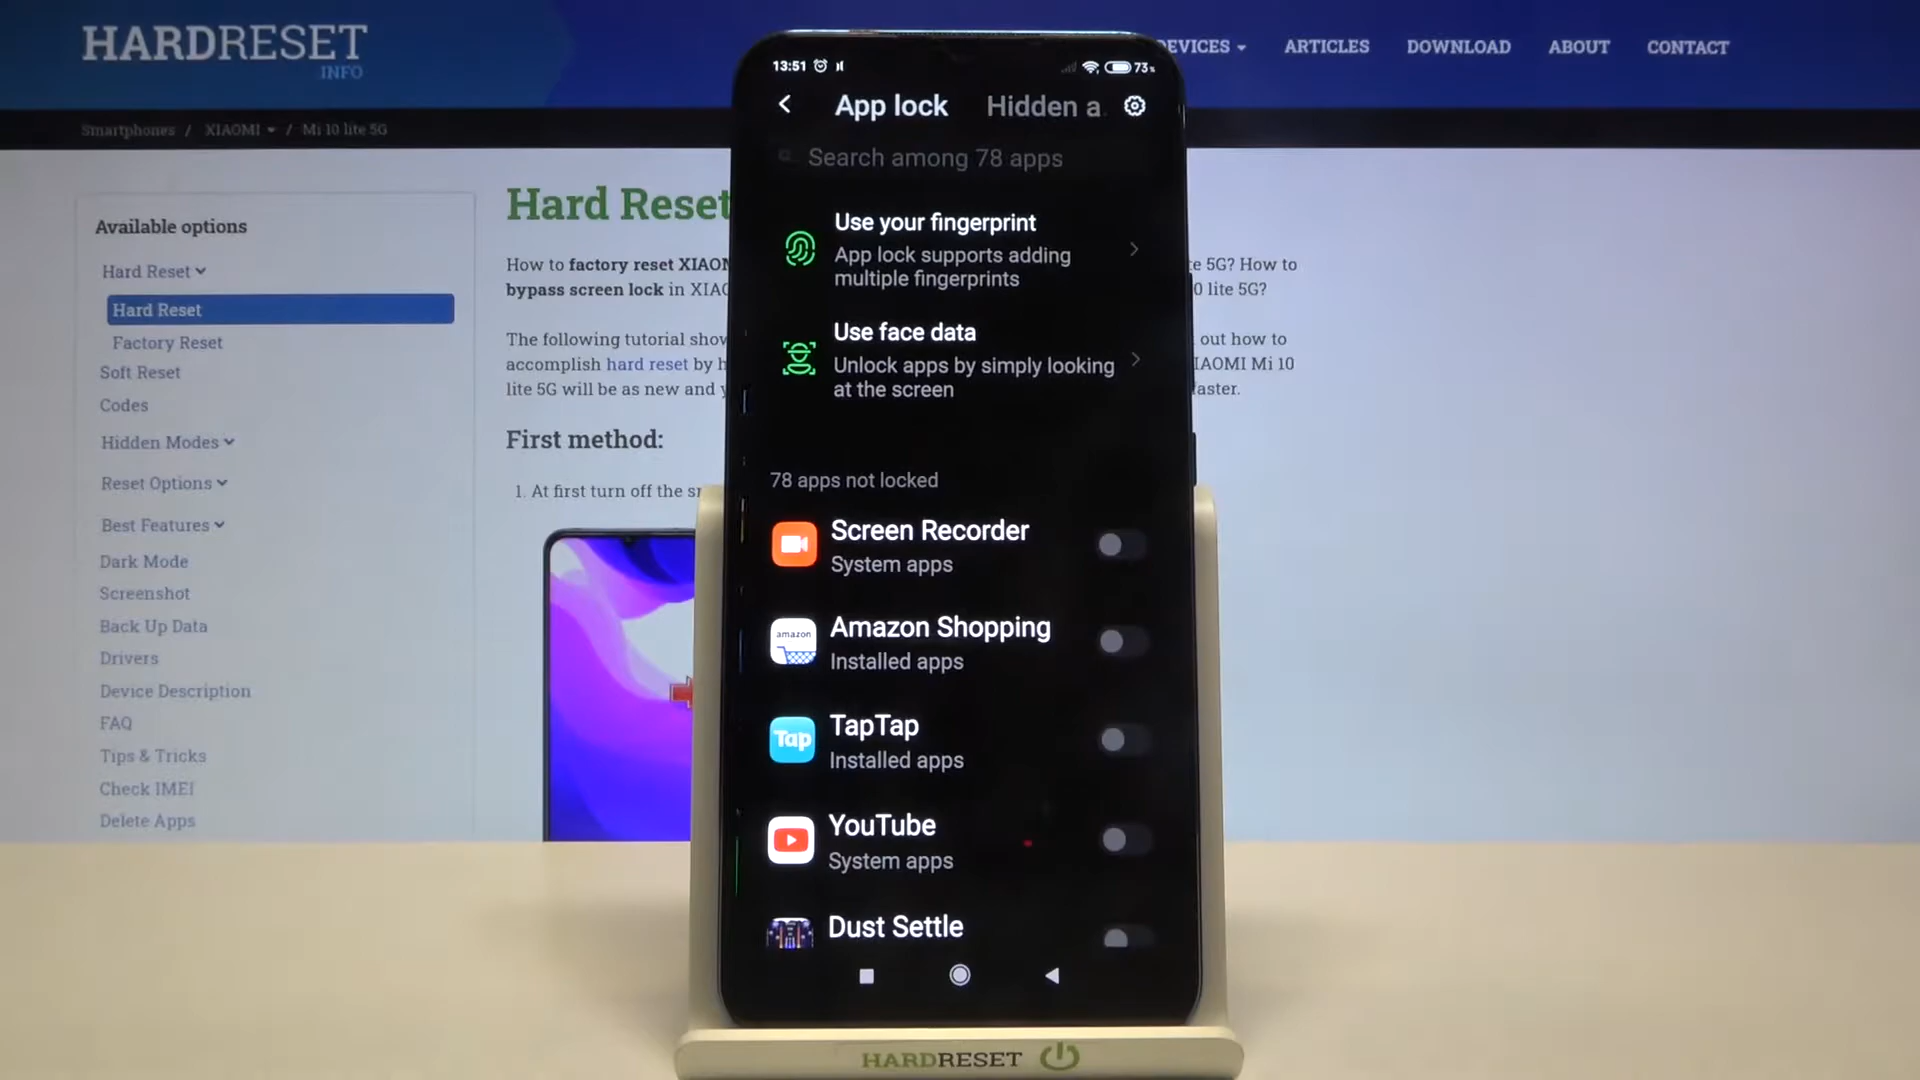 HARDRESET
INFO
DEVICES
ARTICLES
DOWNLOAD
ABOUT
CONTACT
Smartphones / XIAOMI / Mi 10 lite 5G
Available options
Hard Reset
Hard Reset
Factory Reset
Soft Reset
Codes
Hidden Modes
Reset Options
Best Features
Dark Mode
Screenshot
Back Up Data
Drivers
Device Description
FAQ
Tips & Tricks
Check IMEI
Delete Apps
Hard Reset
How to factory reset XIAOM
te 5G? How to
bypass screen lock in XIAO
0 lite 5G?
The following tutorial show
out how to
accomplish hard reset by h
IAOMI Mi 10
lite 5G will be as new and y
faster.
First method:
1. At first turn off the s
13:51
73%
App lock
Hidden a
Search among 78 apps
Use your fingerprint
App lock supports adding
multiple fingerprints
Use face data
Unlock apps by simply looking
at the screen
78 apps not locked
Screen Recorder
System apps
amazon
Amazon Shopping
Installed apps
Tap
TapTap
Installed apps
YouTube
System apps
Dust Settle
HARDRESET